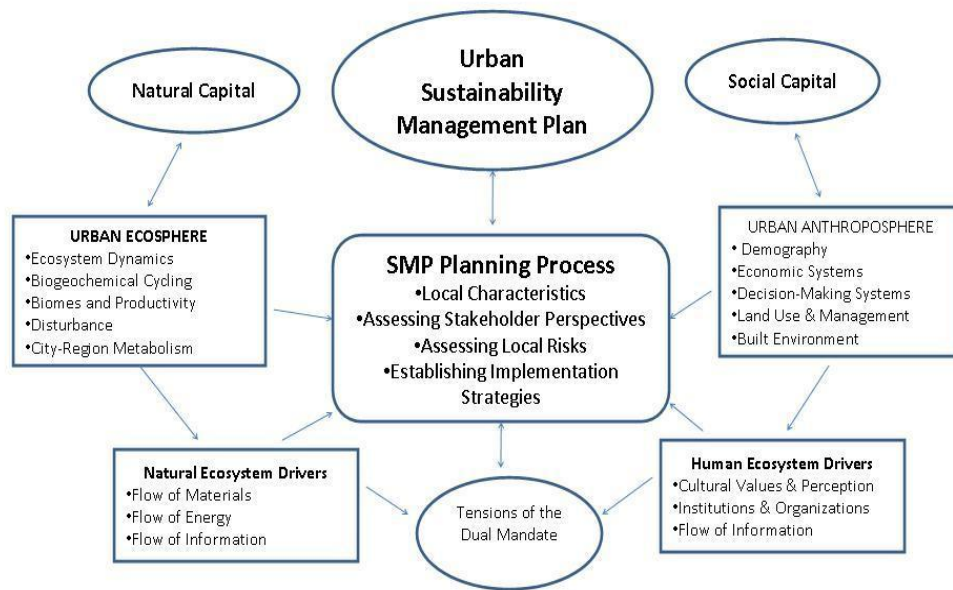 Natural Capital
Urban
Sustainability
Management Plan
Social Capital
URBAN ECOSPHERE
•Ecosystem Dynamics
•Biogeochemical Cycling
•Biomes and Productivity
•Disturbance
•City-Region Metabolism
SMP Planning Process
•Local Characteristics
•Assessing Stakeholder Perspectives
•Assessing Local Risks
•Establishing Implementation
Strategies
URBAN ANTHROPOSPHERE
• Demography
•Economic Systems
•Decision-Making Systems
•Land Use & Management
•Built Environment
Natural Ecosystem Drivers
•Flow of Materials
•Flow of Energy
•Flow of Information
Tensions of the
Dual Mandate
Human Ecosystem Drivers
•Cultural Values & Perception
•Institutions & Organizations
•Flow of Information